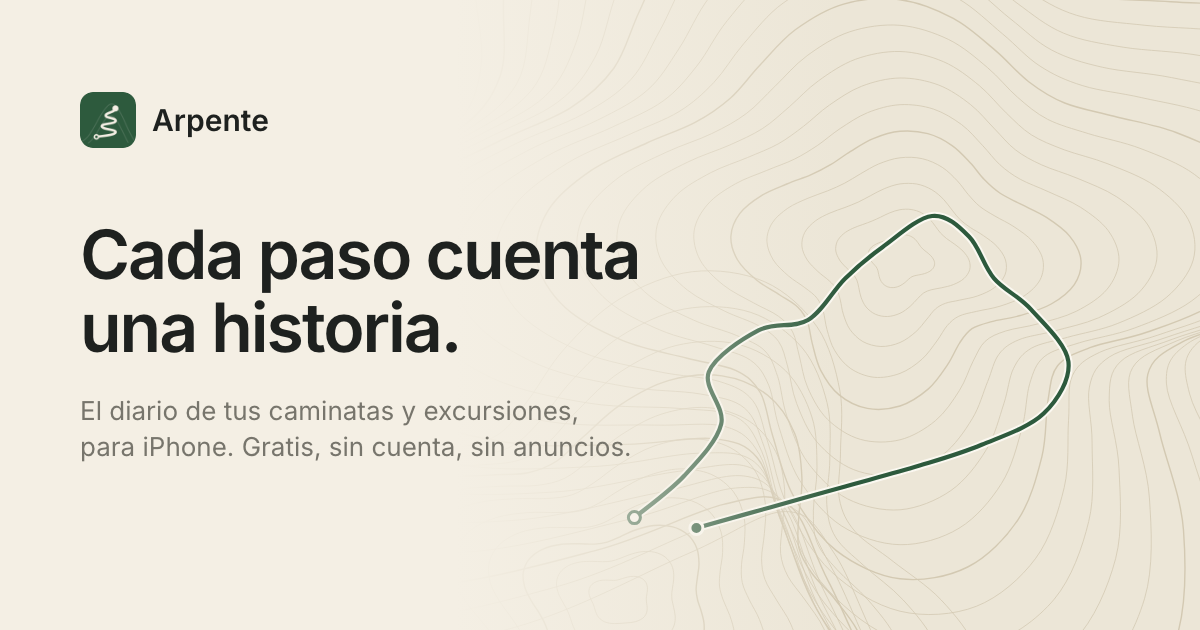 Arpente
Cada paso cuenta
una historia.
El diario de tus caminatas y excursiones,
para iPhone. Gratis, sin cuenta, sin anuncios.